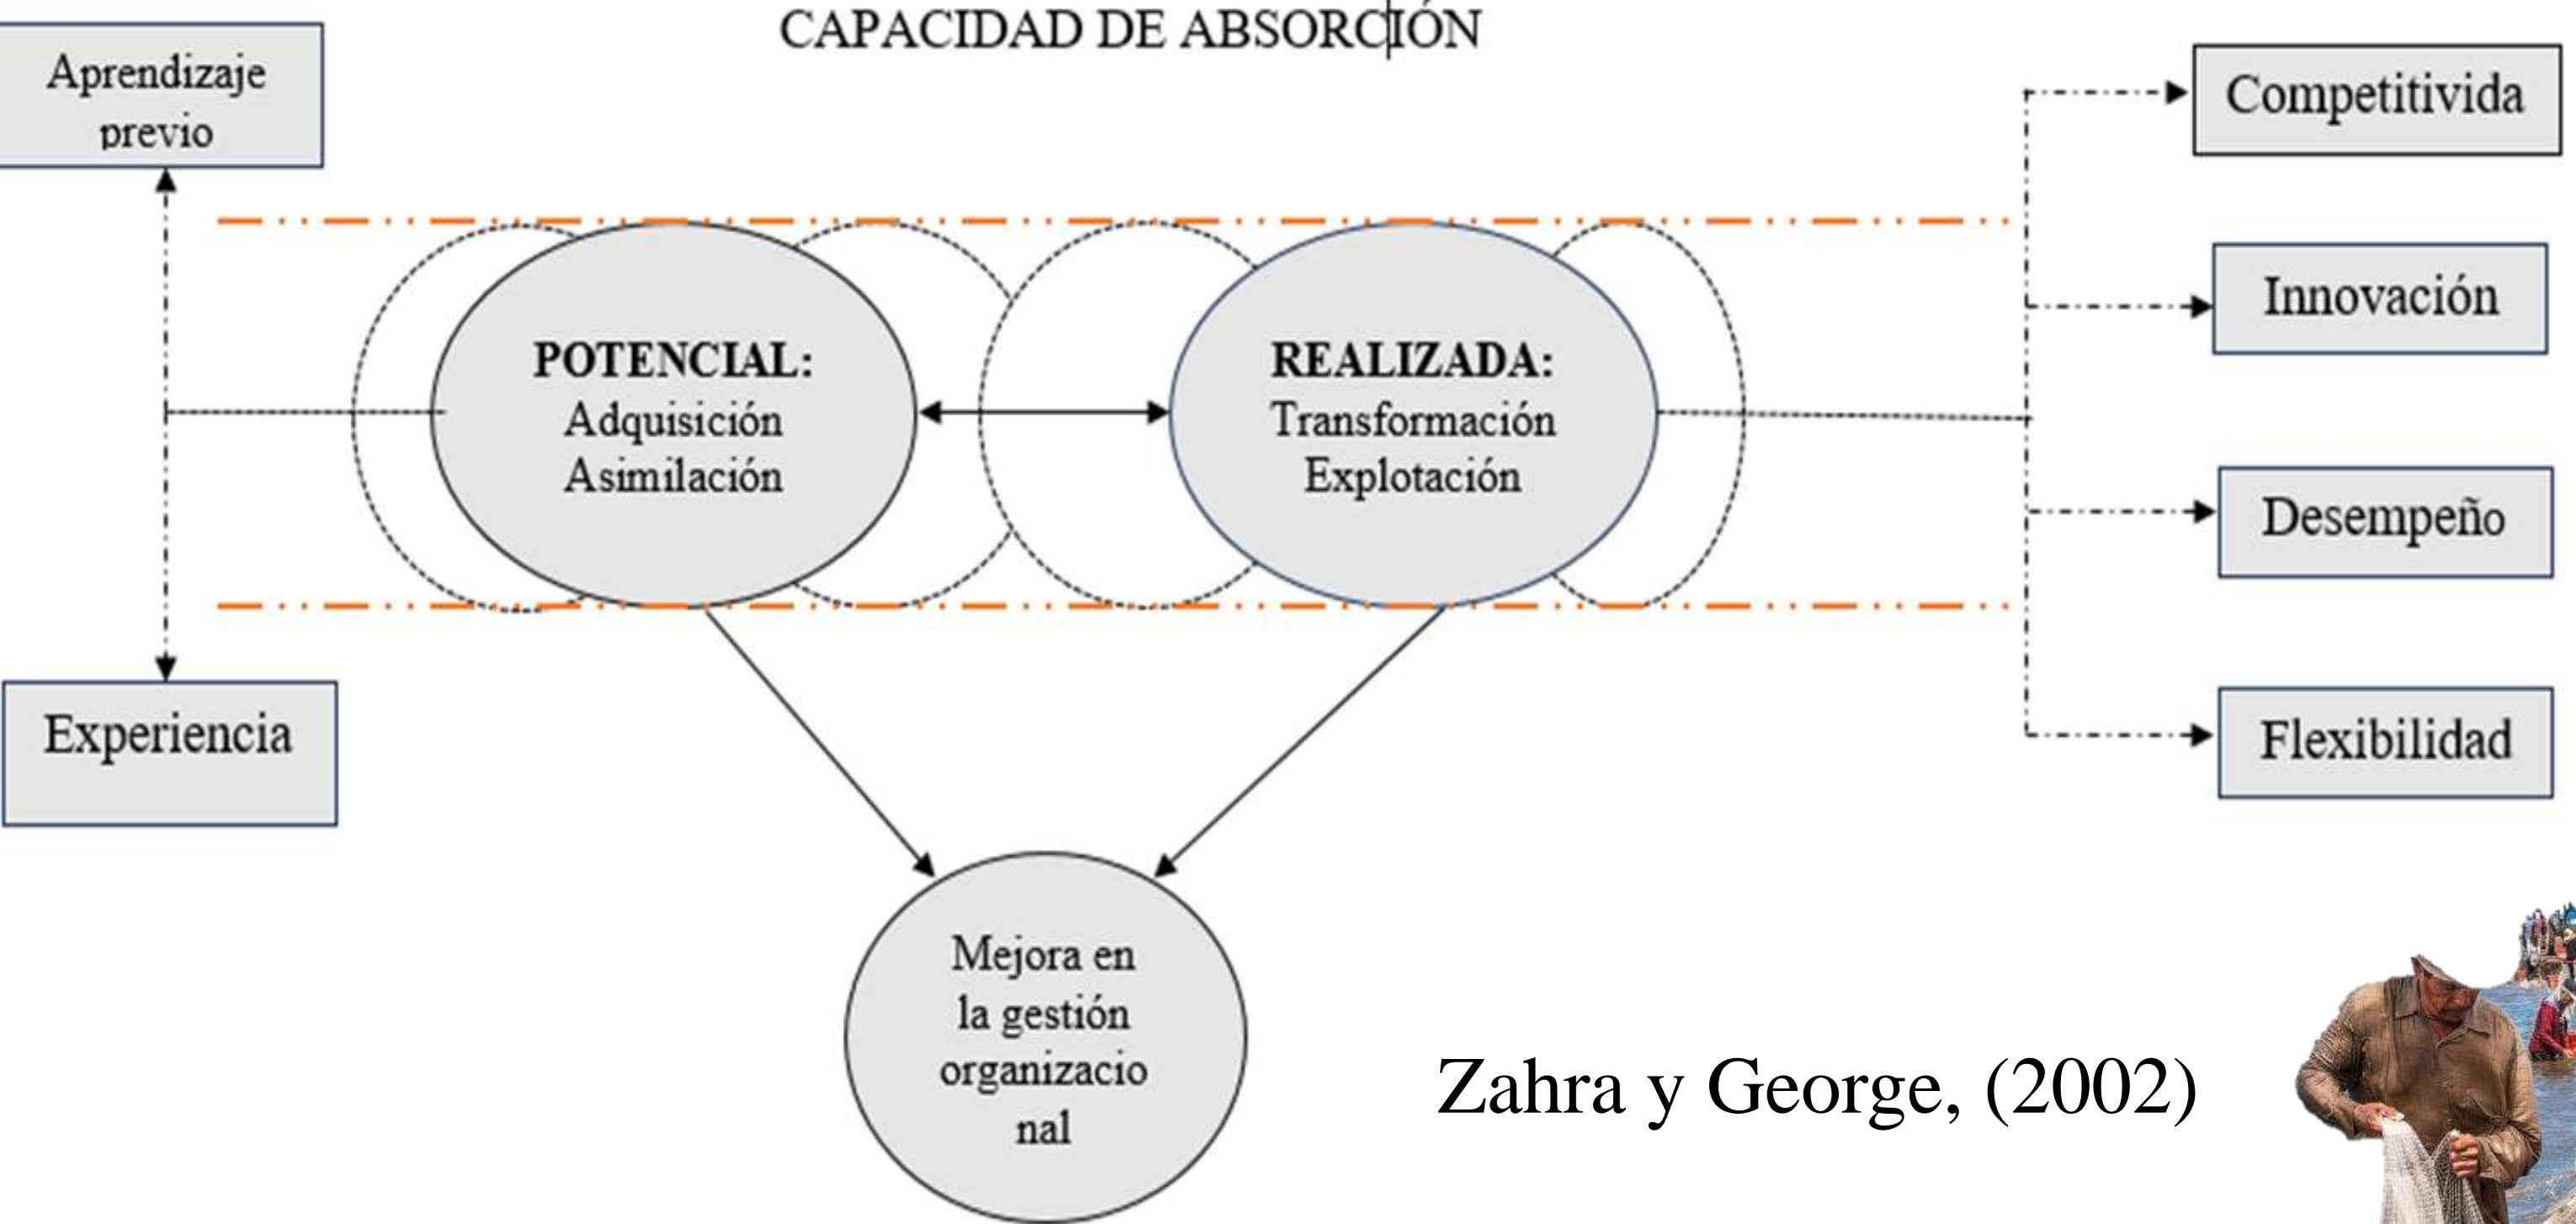 CAPACIDAD DE ABSORCIÓN
Aprendizaje
previo
Experiencia
POTENCIAL:
Adquisición
Asimilación
REALIZADA:
Transformación
Explotación
Competitivida
Innovación
Desempeño
Flexibilidad
Mejora en
la gestión
organizacio
nal
Zahra y George, (2002)